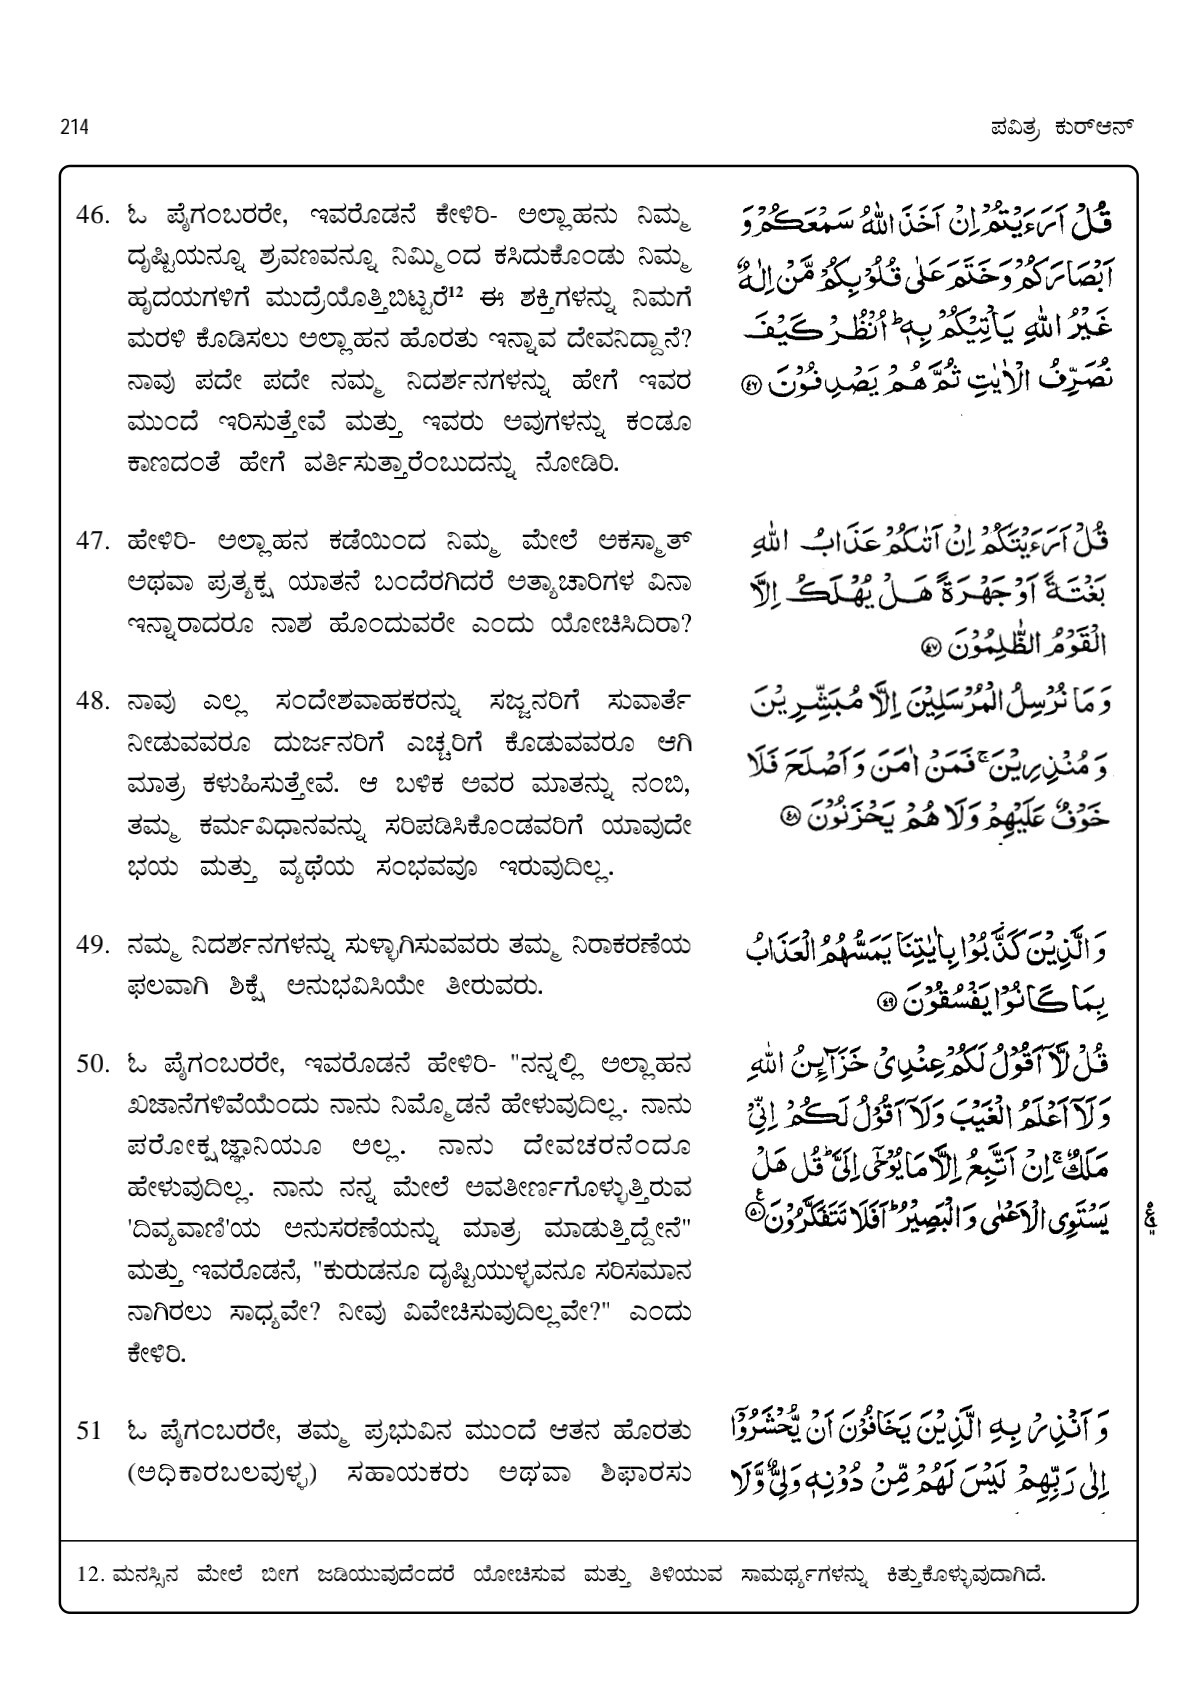 214
ಪವಿತ್ರ ಕುರ್ಆನ್
46. ಓ ಪೈಗಂಬರರೇ, ಇವರೊಡನೆ ಕೇಳಿರಿ- ಅಲ್ಲಾಹನು ನಿಮ್ಮ
ದೃಷ್ಟಿಯನ್ನೂ ಶ್ರವಣವನ್ನೂ ನಿಮ್ಮಿಂದ ಕಸಿದುಕೊಂಡು ನಿಮ್ಮ
ಹೃದಯಗಳಿಗೆ ಮುದ್ರೆಯೊತ್ತಿಬಿಟ್ಟರೆ¹² ಈ ಶಕ್ತಿಗಳನ್ನು ನಿಮಗೆ
ಮರಳಿ ಕೊಡಿಸಲು ಅಲ್ಲಾಹನ ಹೊರತು ಇನ್ನಾವ ದೇವನಿದ್ದಾನೆ?
ನಾವು ಪದೇ ಪದೇ ನಮ್ಮ ನಿದರ್ಶನಗಳನ್ನು ಹೇಗೆ ಇವರ
ಮುಂದೆ ಇರಿಸುತ್ತೇವೆ ಮತ್ತು ಇವರು ಅವುಗಳನ್ನು ಕಂಡೂ
ಕಾಣದಂತೆ ಹೇಗೆ ವರ್ತಿಸುತ್ತಾರೆಂಬುದನ್ನು ನೋಡಿರಿ.
قُلْ اَرَءَيْتُمْ اِنْ اَخَذَ اللّٰهُ سَمْعَكُمْ وَ
اَبْصَارَكُمْ وَخَتَمَ عَلٰى قُلُوْبِكُمْ مَّنْ اِلٰهٌ
غَيْرُ اللّٰهِ يَاْتِيْكُمْ بِهٖ ؕ اُنْظُرْ كَيْفَ
نُصَرِّفُ الْاٰيٰتِ ثُمَّ هُمْ يَصْدِفُوْنَ ﴿٤٦﴾
47. ಹೇಳಿರಿ- ಅಲ್ಲಾಹನ ಕಡೆಯಿಂದ ನಿಮ್ಮ ಮೇಲೆ ಅಕಸ್ಮಾತ್
ಅಥವಾ ಪ್ರತ್ಯಕ್ಷ ಯಾತನೆ ಬಂದೆರಗಿದರೆ ಅತ್ಯಾಚಾರಿಗಳ ವಿನಾ
ಇನ್ನಾರಾದರೂ ನಾಶ ಹೊಂದುವರೇ ಎಂದು ಯೋಚಿಸಿದಿರಾ?
قُلْ اَرَءَيْتَكُمْ اِنْ اَتٰىكُمْ عَذَابُ اللّٰهِ
بَغْتَةً اَوْ جَهْرَةً هَلْ يُهْلَكُ اِلَّا
الْقَوْمُ الظّٰلِمُوْنَ ﴿٤٧﴾
48. ನಾವು ಎಲ್ಲ ಸಂದೇಶವಾಹಕರನ್ನು ಸಜ್ಜನರಿಗೆ ಸುವಾರ್ತೆ
ನೀಡುವವರೂ ದುರ್ಜನರಿಗೆ ಎಚ್ಚರಿಗೆ ಕೊಡುವವರೂ ಆಗಿ
ಮಾತ್ರ ಕಳುಹಿಸುತ್ತೇವೆ. ಆ ಬಳಿಕ ಅವರ ಮಾತನ್ನು ನಂಬಿ,
ತಮ್ಮ ಕರ್ಮವಿಧಾನವನ್ನು ಸರಿಪಡಿಸಿಕೊಂಡವರಿಗೆ ಯಾವುದೇ
ಭಯ ಮತ್ತು ವ್ಯಥೆಯ ಸಂಭವವೂ ಇರುವುದಿಲ್ಲ.
وَمَا نُرْسِلُ الْمُرْسَلِيْنَ اِلَّا مُبَشِّرِيْنَ
وَ مُنْذِرِيْنَ ۚ فَمَنْ اٰمَنَ وَاَصْلَحَ فَلَا
خَوْفٌ عَلَيْهِمْ وَلَا هُمْ يَحْزَنُوْنَ ﴿٤٨﴾
49. ನಮ್ಮ ನಿದರ್ಶನಗಳನ್ನು ಸುಳ್ಳಾಗಿಸುವವರು ತಮ್ಮ ನಿರಾಕರಣೆಯ
ಫಲವಾಗಿ ಶಿಕ್ಷೆ ಅನುಭವಿಸಿಯೇ ತೀರುವರು.
وَالَّذِيْنَ كَذَّبُوْا بِاٰيٰتِنَا يَمَسُّهُمُ الْعَذَابُ
بِمَا كَانُوْا يَفْسُقُوْنَ ﴿٤٩﴾
50. ಓ ಪೈಗಂಬರರೇ, ಇವರೊಡನೆ ಹೇಳಿರಿ- "ನನ್ನಲ್ಲಿ ಅಲ್ಲಾಹನ
ಖಜಾನೆಗಳಿವೆಯೆಂದು ನಾನು ನಿಮ್ಮೊಡನೆ ಹೇಳುವುದಿಲ್ಲ. ನಾನು
ಪರೋಕ್ಷಜ್ಞಾನಿಯೂ ಅಲ್ಲ. ನಾನು ದೇವಚರನೆಂದೂ
ಹೇಳುವುದಿಲ್ಲ. ನಾನು ನನ್ನ ಮೇಲೆ ಅವತೀರ್ಣಗೊಳ್ಳುತ್ತಿರುವ
'ದಿವ್ಯವಾಣಿ'ಯ ಅನುಸರಣೆಯನ್ನು ಮಾತ್ರ ಮಾಡುತ್ತಿದ್ದೇನೆ"
ಮತ್ತು ಇವರೊಡನೆ, "ಕುರುಡನೂ ದೃಷ್ಟಿಯುಳ್ಳವನೂ ಸರಿಸಮಾನ
ನಾಗಿರಲು ಸಾಧ್ಯವೇ? ನೀವು ವಿವೇಚಿಸುವುದಿಲ್ಲವೇ?" ಎಂದು
ಕೇಳಿರಿ.
قُلْ لَّاۤ اَقُوْلُ لَكُمْ عِنْدِىْ خَزَآئِنُ اللّٰهِ
وَلَاۤ اَعْلَمُ الْغَيْبَ وَلَاۤ اَقُوْلُ لَكُمْ اِنِّىْ
مَلَكٌ ۚ اِنْ اَتَّبِعُ اِلَّا مَا يُوْحٰٓى اِلَىَّ ؕ قُلْ هَلْ
يَسْتَوِى الْاَعْمٰى وَالْبَصِيْرُ ؕ اَفَلَا تَتَفَكَّرُوْنَ ﴿٥٠﴾
51 ಓ ಪೈಗಂಬರರೇ, ತಮ್ಮ ಪ್ರಭುವಿನ ಮುಂದೆ ಆತನ ಹೊರತು
(ಅಧಿಕಾರಬಲವುಳ್ಳ) ಸಹಾಯಕರು ಅಥವಾ ಶಿಫಾರಸು
وَاَنْذِرْ بِهِ الَّذِيْنَ يَخَافُوْنَ اَنْ يُّحْشَرُوْۤا
اِلٰى رَبِّهِمْ لَيْسَ لَهُمْ مِّنْ دُوْنِهٖ وَلِىٌّ وَّلَا
12. ಮನಸ್ಸಿನ ಮೇಲೆ ಬೀಗ ಜಡಿಯುವುದೆಂದರೆ ಯೋಚಿಸುವ ಮತ್ತು ತಿಳಿಯುವ ಸಾಮರ್ಥ್ಯಗಳನ್ನು ಕಿತ್ತುಕೊಳ್ಳುವುದಾಗಿದೆ.